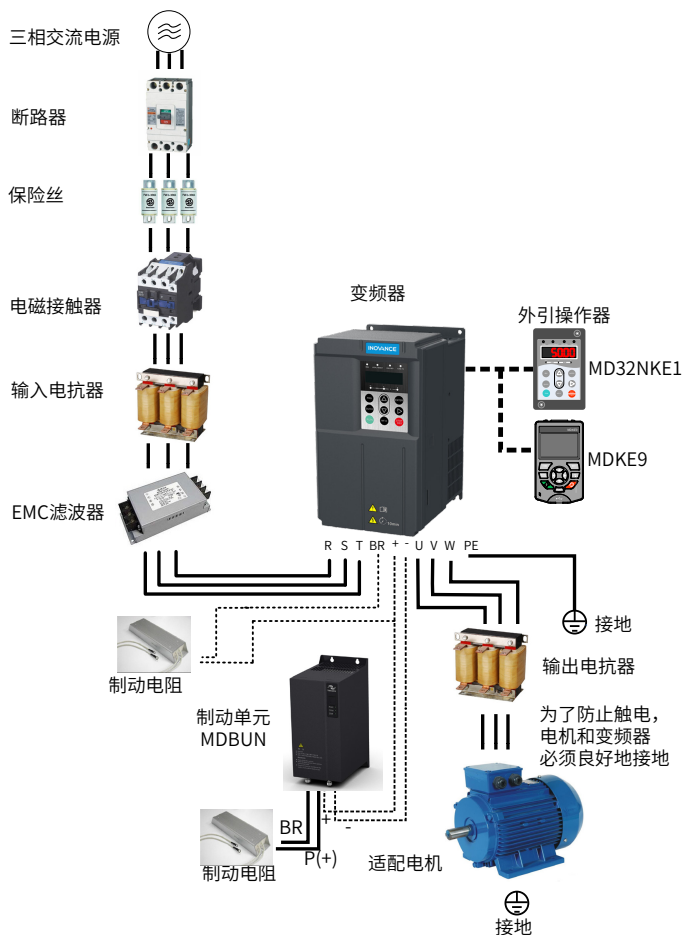 三相交流电源
断路器
保险丝
电磁接触器
变频器
外引操作器
INOVANCE
5000
MD32NKE1
输入电抗器
MDKE9
EMC滤波器
R S T BR + - U V W PE
接地
制动电阻
输出电抗器
制动单元
MDBUN
为了防止触电，
电机和变频器
必须良好地接地
BR
+
-
P(+)
制动电阻
适配电机
接地